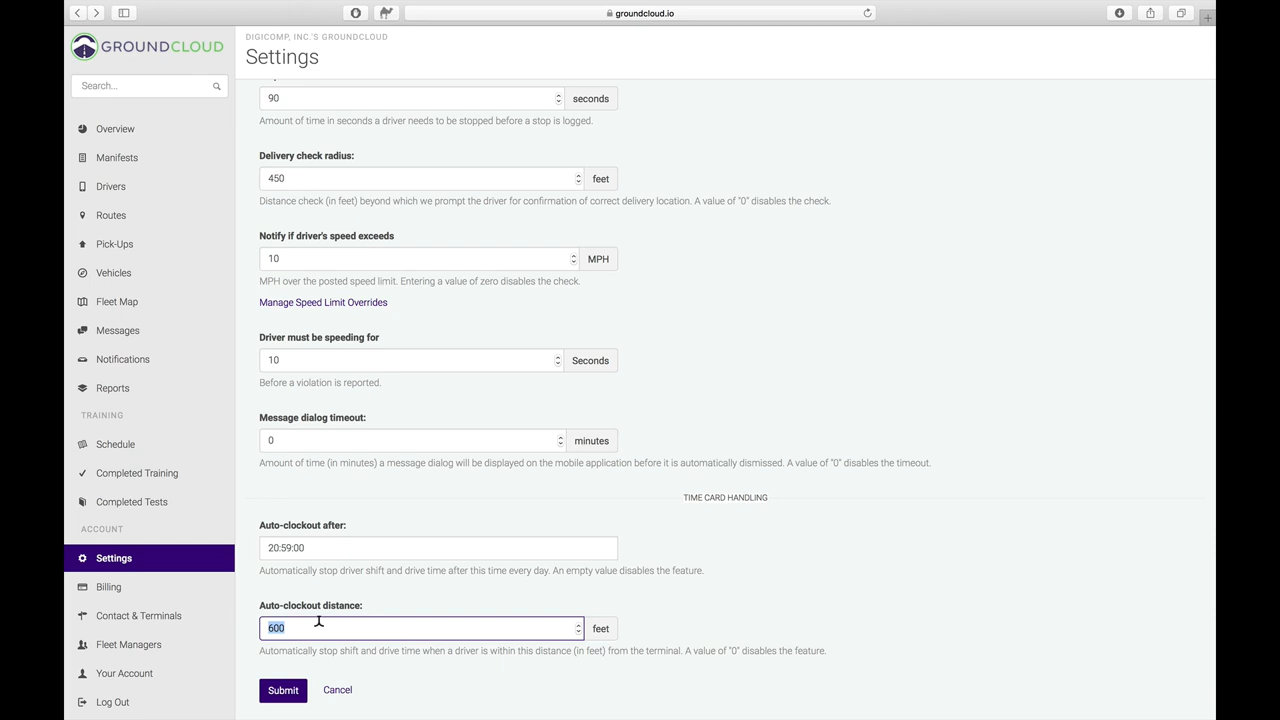 groundcloud.io
GROUNDCLOUD
Search...
Overview
Manifests
Drivers
Routes
Pick-Ups
Vehicles
Fleet Map
Messages
Notifications
Reports
TRAINING
Schedule
Completed Training
Completed Tests
ACCOUNT
Settings
Billing
Contact & Terminals
Fleet Managers
Your Account
Log Out
DIGICOMP, INC.'S GROUNDCLOUD
Settings
90 seconds
Amount of time in seconds a driver needs to be stopped before a stop is logged.
Delivery check radius:
450 feet
Distance check (in feet) beyond which we prompt the driver for confirmation of correct delivery location. A value of "0" disables the check.
Notify if driver's speed exceeds
10 MPH
MPH over the posted speed limit. Entering a value of zero disables the check.
Manage Speed Limit Overrides
Driver must be speeding for
10 Seconds
Before a violation is reported.
Message dialog timeout:
0 minutes
Amount of time (in minutes) a message dialog will be displayed on the mobile application before it is automatically dismissed. A value of "0" disables the timeout.
TIME CARD HANDLING
Auto-clockout after:
20:59:00
Automatically stop driver shift and drive time after this time every day. An empty value disables the feature.
Auto-clockout distance:
600 feet
Automatically stop shift and drive time when a driver is within this distance (in feet) from the terminal. A value of "0" disables the feature.
Submit Cancel